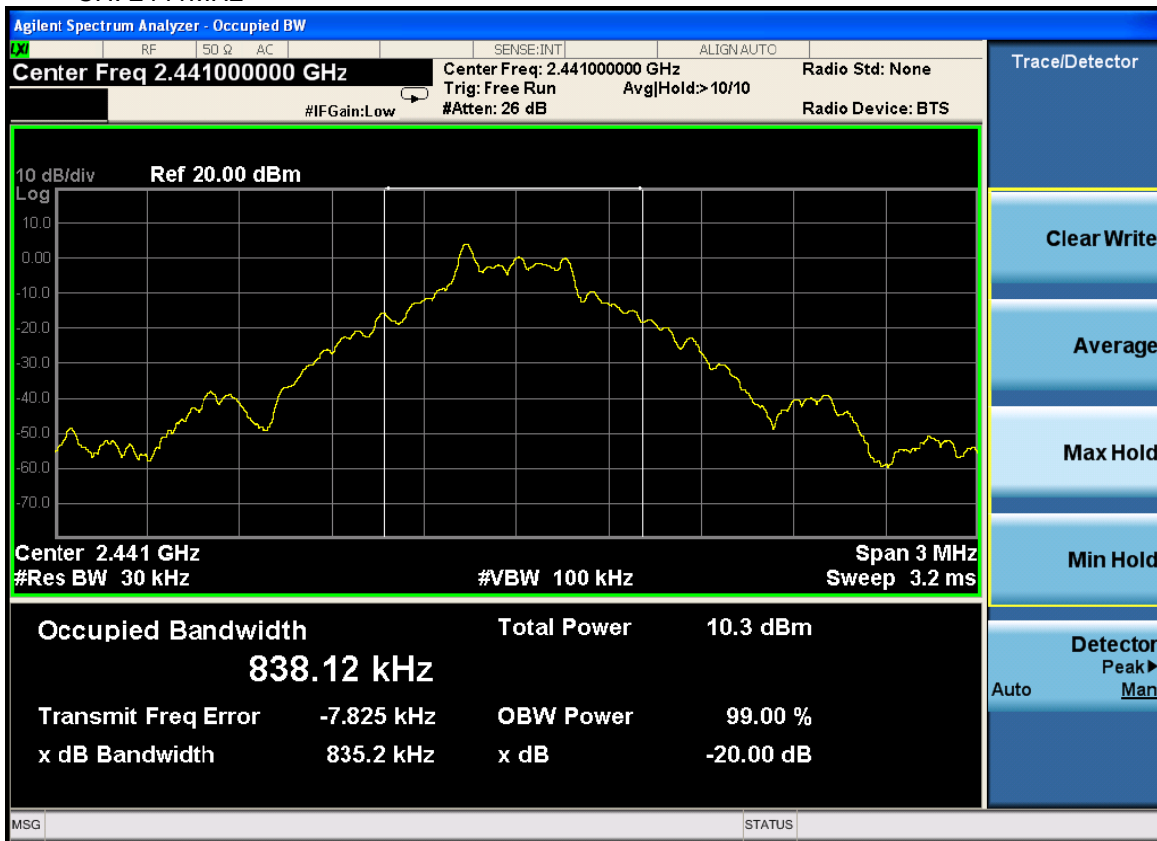 Agilent Spectrum Analyzer - Occupied BW
LXI RF 50 Ω AC SENSE:INT ALIGN AUTO
Center Freq 2.441000000 GHz
Center Freq: 2.441000000 GHz Radio Std: None
Trig: Free Run Avg|Hold:>10/10
#IFGain:Low #Atten: 26 dB Radio Device: BTS
10 dB/div Ref 20.00 dBm
Log
10.0
0.00
-10.0
-20.0
-30.0
-40.0
-50.0
-60.0
-70.0
Center 2.441 GHz Span 3 MHz
#Res BW 30 kHz #VBW 100 kHz Sweep 3.2 ms
Occupied Bandwidth Total Power 10.3 dBm
838.12 kHz
Transmit Freq Error -7.825 kHz OBW Power 99.00 %
x dB Bandwidth 835.2 kHz x dB -20.00 dB
MSG STATUS
Trace/Detector
Clear Write
Average
Max Hold
Min Hold
Detector
Peak▶
Auto Man